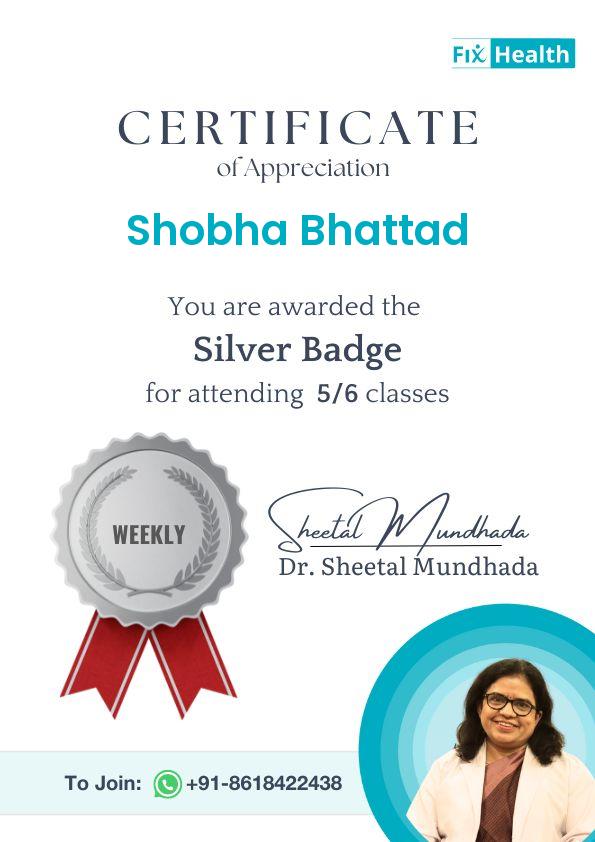 Fix Health
CERTIFICATE
of Appreciation
Shobha Bhattad
You are awarded the
Silver Badge
for attending 5/6 classes
WEEKLY
Sheetal Mundhada
Dr. Sheetal Mundhada
To Join: +91-8618422438